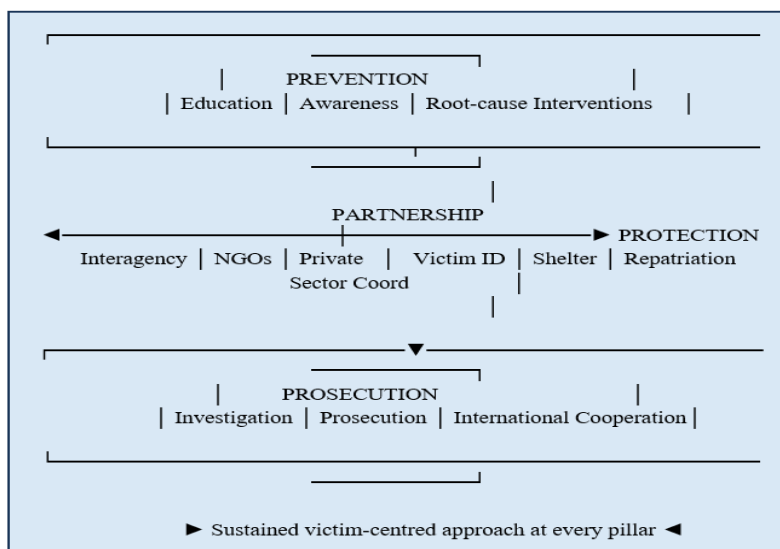 PREVENTION
| Education | Awareness | Root-cause Interventions |
PARTNERSHIP
PROTECTION
Interagency | NGOs | Private | Victim ID | Shelter | Repatriation
Sector Coord
PROSECUTION
| Investigation | Prosecution | International Cooperation |
► Sustained victim-centred approach at every pillar ◄